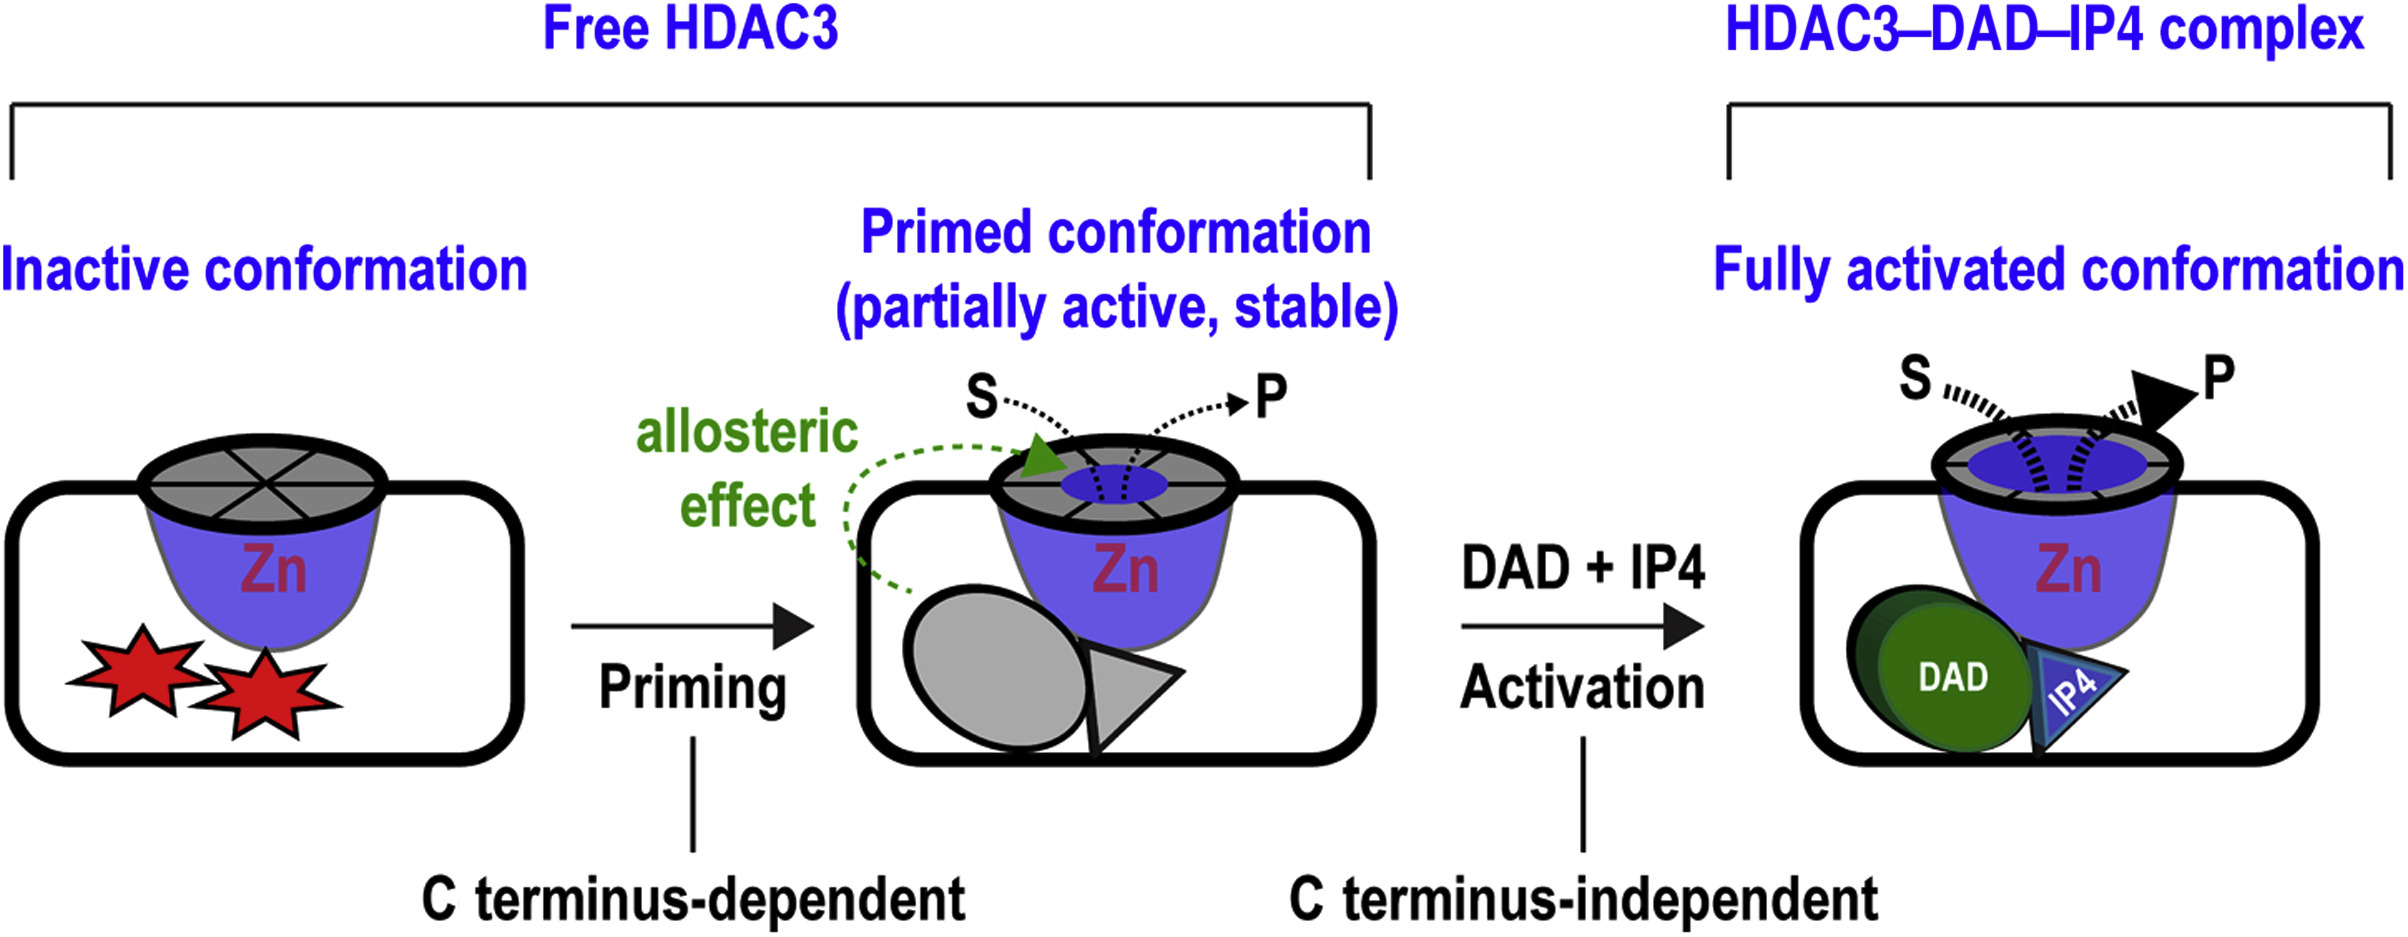 Free HDAC3
HDAC3–DAD–IP4 complex
Inactive conformation
Primed conformation
(partially active, stable)
Fully activated conformation
allosteric
effect
S
P
S
P
Zn
Zn
Zn
Priming
DAD + IP4
Activation
DAD
IP4
C terminus-dependent
C terminus-independent